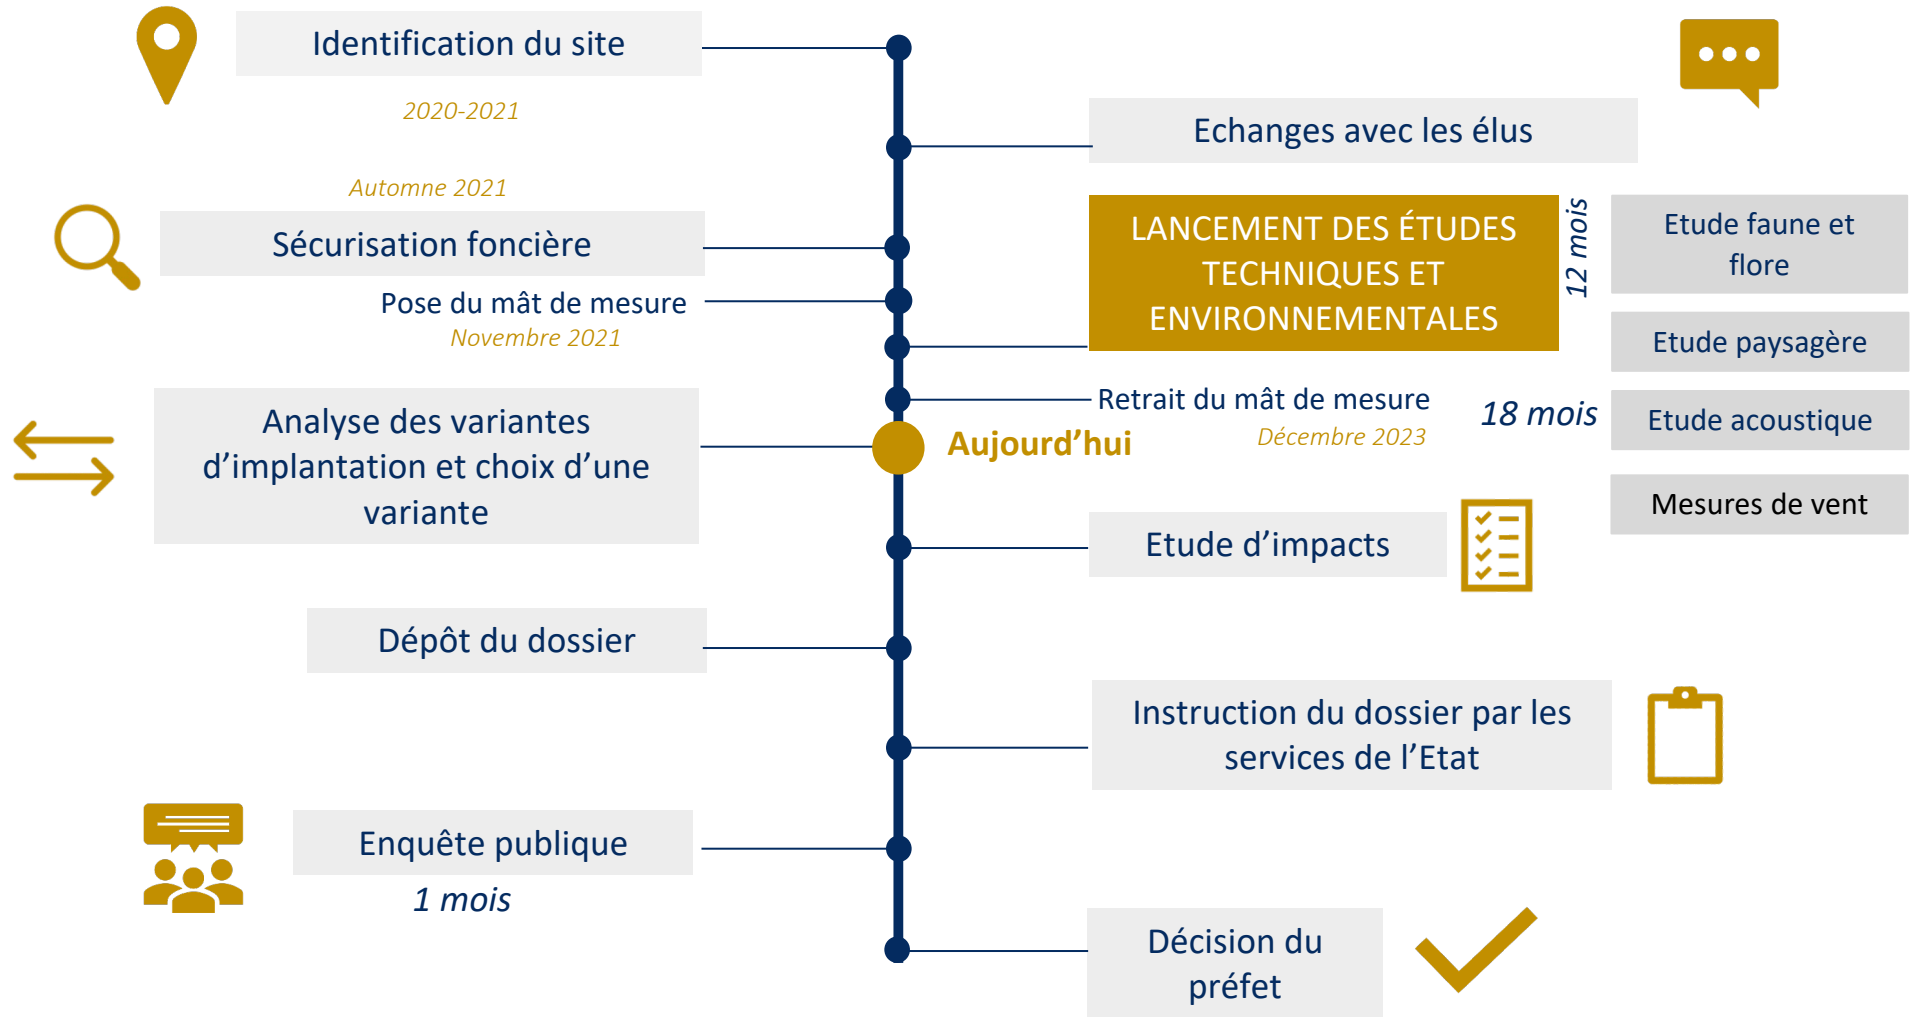 Identification du site
2020-2021
Echanges avec les élus
Automne 2021
Sécurisation foncière
Pose du mât de mesure
Novembre 2021
LANCEMENT DES ÉTUDES
TECHNIQUES ET
ENVIRONNEMENTALES
12 mois
Etude faune et
flore
Etude paysagère
Retrait du mât de mesure
Décembre 2023
18 mois
Etude acoustique
Mesures de vent
Aujourd’hui
Analyse des variantes
d’implantation et choix d’une
variante
Etude d’impacts
Dépôt du dossier
Instruction du dossier par les
services de l’Etat
Enquête publique
1 mois
Décision du
préfet